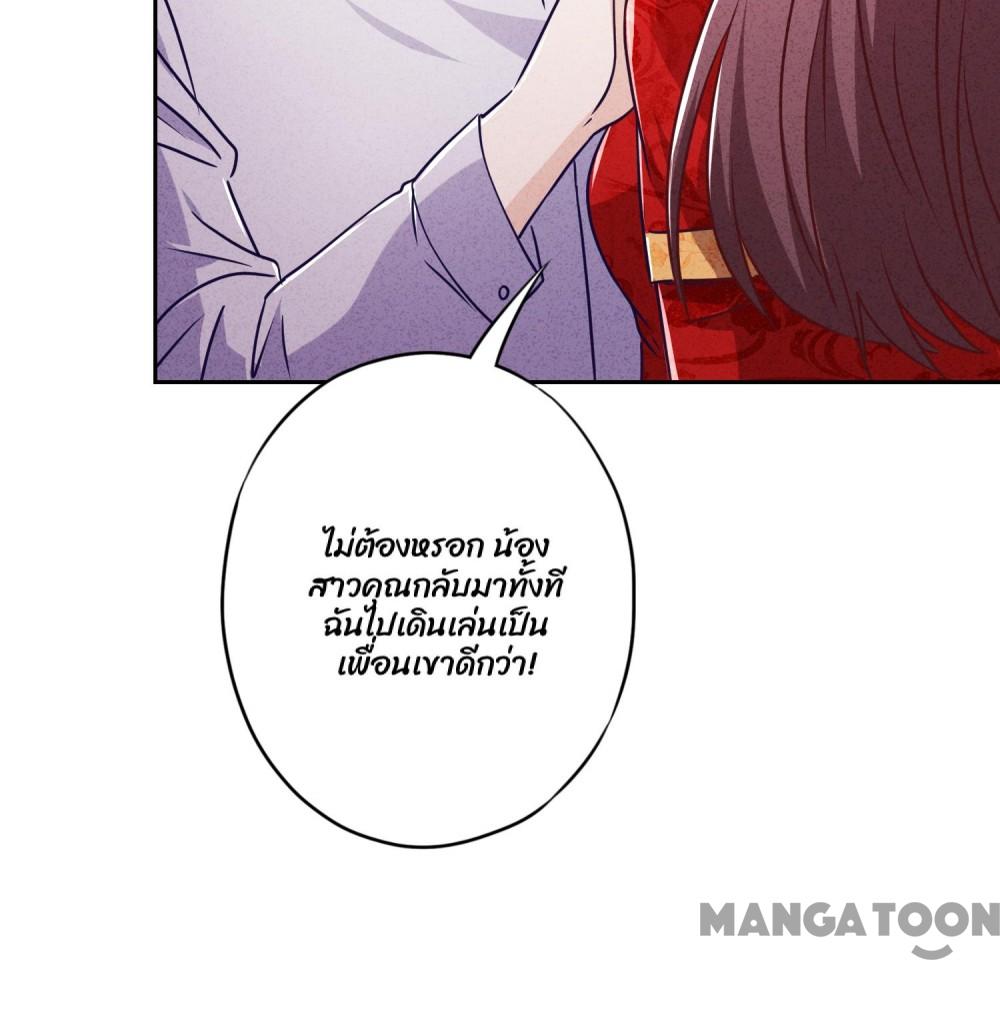 ไม่ต้องหรอก น้อง
สาวคุณกลับมาทั้งที
ฉันไปเดินเล่นเป็น
เพื่อนเขาดีกว่า!
MANGATOON